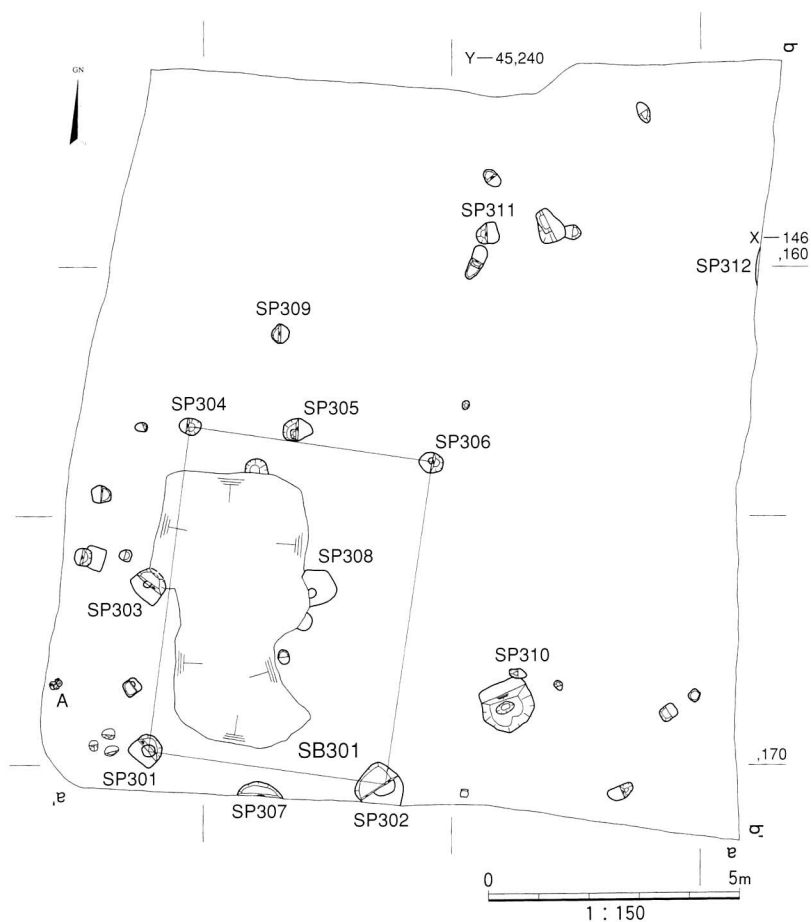 b
Y—45,240
GN
SP311
X—146
,160
SP312
SP309
SP304
SP305
SP306
SP308
SP303
SP310
A
SB301
SP301
,170
a'
SP307
SP302
b'
a
0
5m
1 : 150